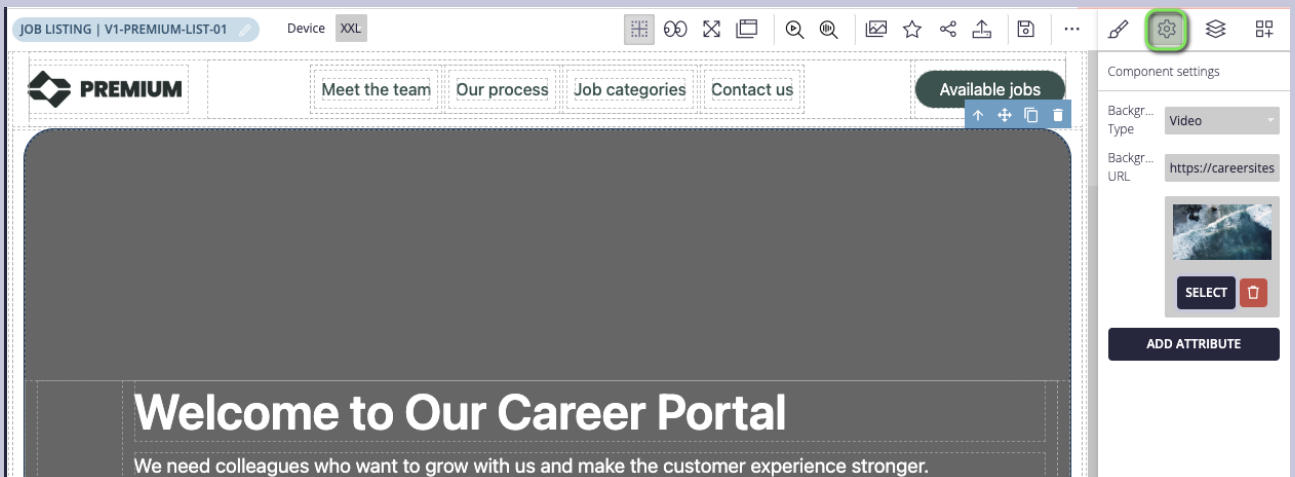 JOB LISTING | V1-PREMIUM-LIST-01
Device XXL
Component settings
PREMIUM
Meet the team
Our process
Job categories
Contact us
Available jobs
Backgr...
Type
Video
Backgr...
URL
https://careersites
SELECT
ADD ATTRIBUTE
Welcome to Our Career Portal
We need colleagues who want to grow with us and make the customer experience stronger.